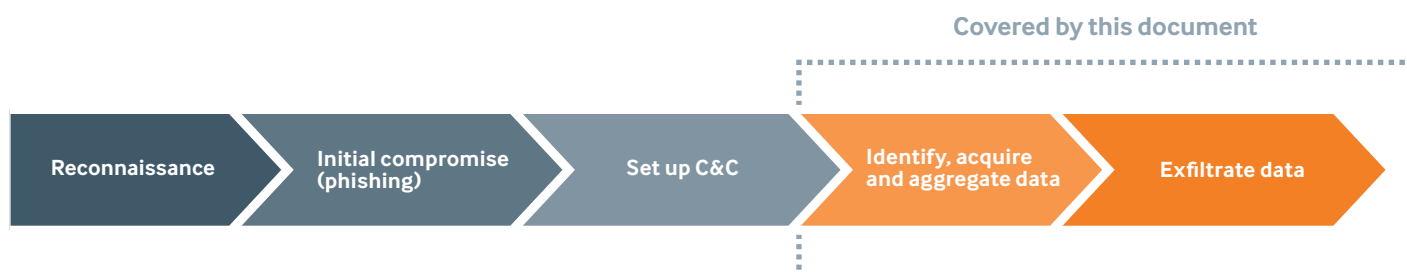 Covered by this document
Reconnaissance
Initial compromise
(phishing)
Set up C&C
Identify, acquire
and aggregate data
Exfiltrate data